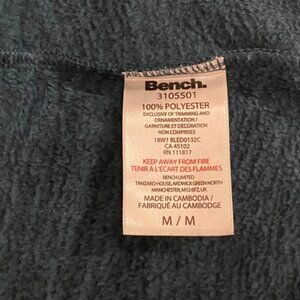 Bench.
3105501
100% POLYESTER
EXCLUSIVE OF TRIMMING AND
ORNAMENTATION/
GARNITURE ET DÉCORATION
NON COMPRISES
18W1 BLED0132C
CA 45102
RN 111817
KEEP AWAY FROM FIRE
TENIR À L'ÉCART DES FLAMMES
BENCH LIMITED
TANZARO HOUSE, ARDWICK GREEN NORTH
MANCHESTER, M12 6FZ, UK
MADE IN CAMBODIA /
FABRIQUÉ AU CAMBODGE
M / M